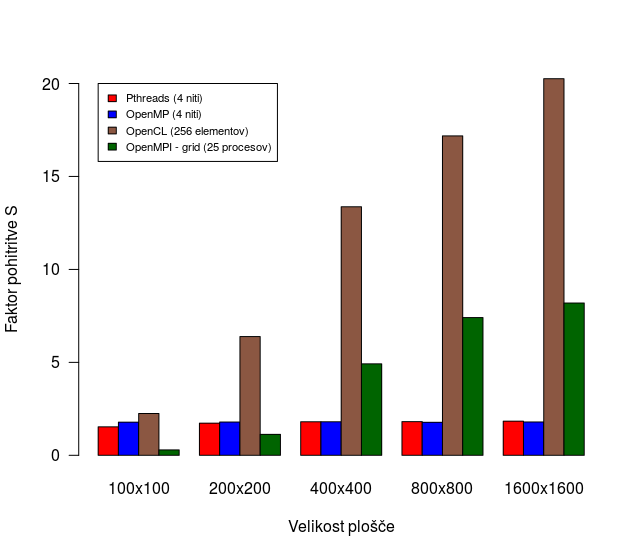 Pthreads (4 niti)
OpenMP (4 niti)
OpenCL (256 elementov)
OpenMPI - grid (25 procesov)
Faktor pohitritve S
20
15
10
5
0
100x100
200x200
400x400
800x800
1600x1600
Velikost plošče